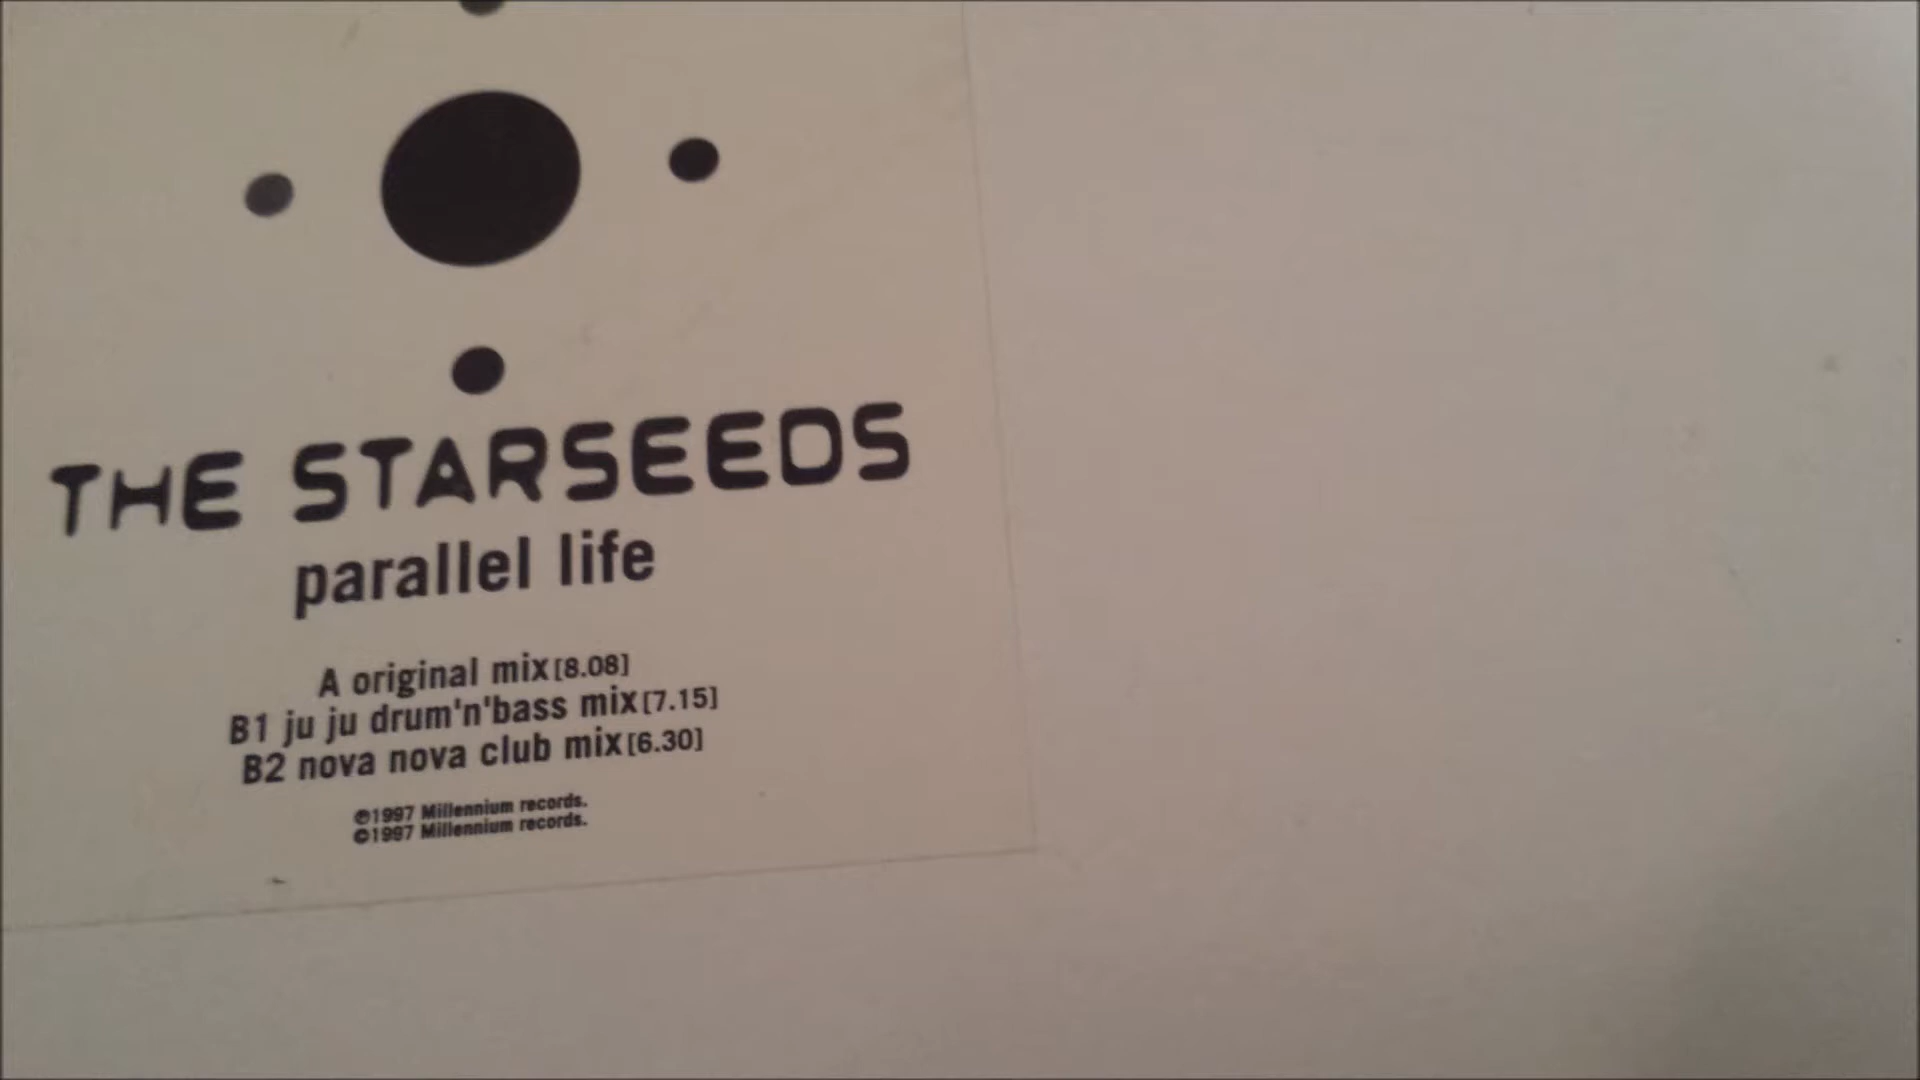 THE STARSEEDS
parallel life
A original mix[8.08]
B1 ju ju drum'n'bass mix[7.15]
B2 nova nova club mix[6.30]
℗1997 Millennium records.
©1997 Millennium records.